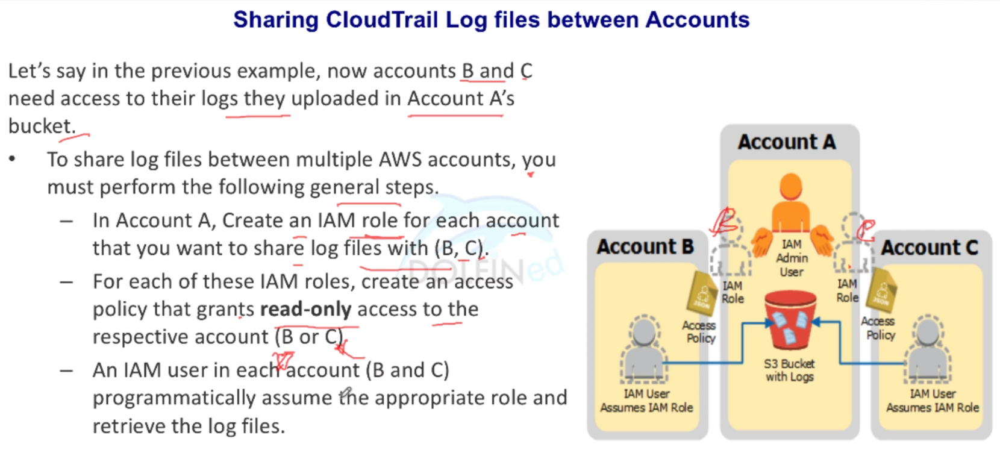 Sharing CloudTrail Log files between Accounts
Let's say in the previous example, now accounts B and C
need access to their logs they uploaded in Account A's
bucket.
• To share log files between multiple AWS accounts, you
must perform the following general steps.
– In Account A, Create an IAM role for each account
that you want to share log files with (B, C).
– For each of these IAM roles, create an access
policy that grants read-only access to the
respective account (B or C)
– An IAM user in each account (B and C)
programmatically assume the appropriate role and
retrieve the log files.
DOLFINed
Account A
B
C
IAM
Admin
User
IAM
Role
IAM
Role
S3 Bucket
with Logs
Account B
JSON
Access
Policy
IAM User
Assumes IAM Role
Account C
JSON
Access
Policy
IAM User
Assumes IAM Role